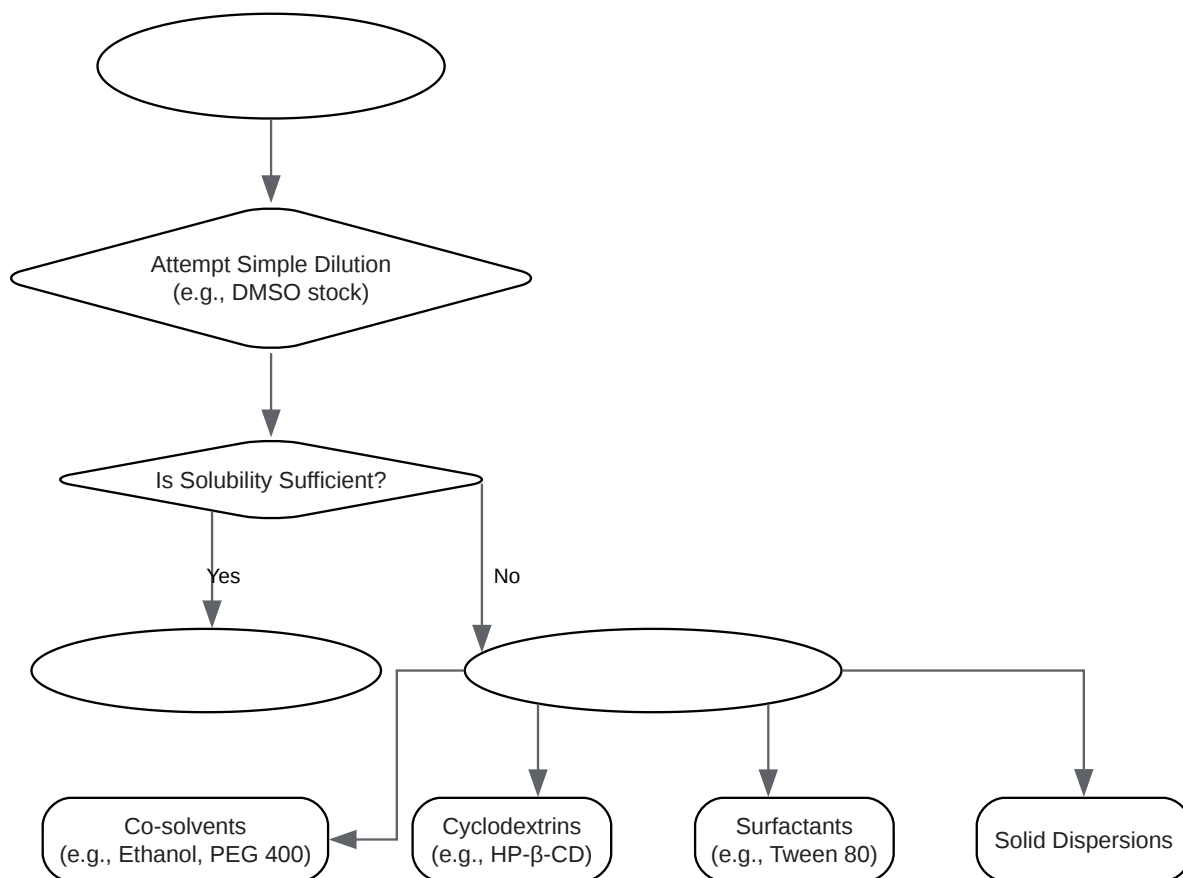 Attempt Simple Dilution
(e.g., DMSO stock)
Is Solubility Sufficient?
Yes
No
Co-solvents
(e.g., Ethanol, PEG 400)
Cyclodextrins
(e.g., HP-β-CD)
Surfactants
(e.g., Tween 80)
Solid Dispersions